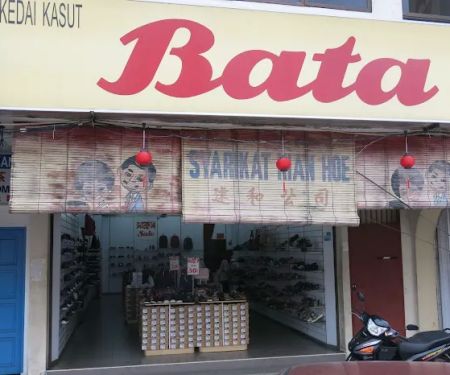 KEDAI KASUT
Bata
SYARIKAT KIAN HOE
建和公司